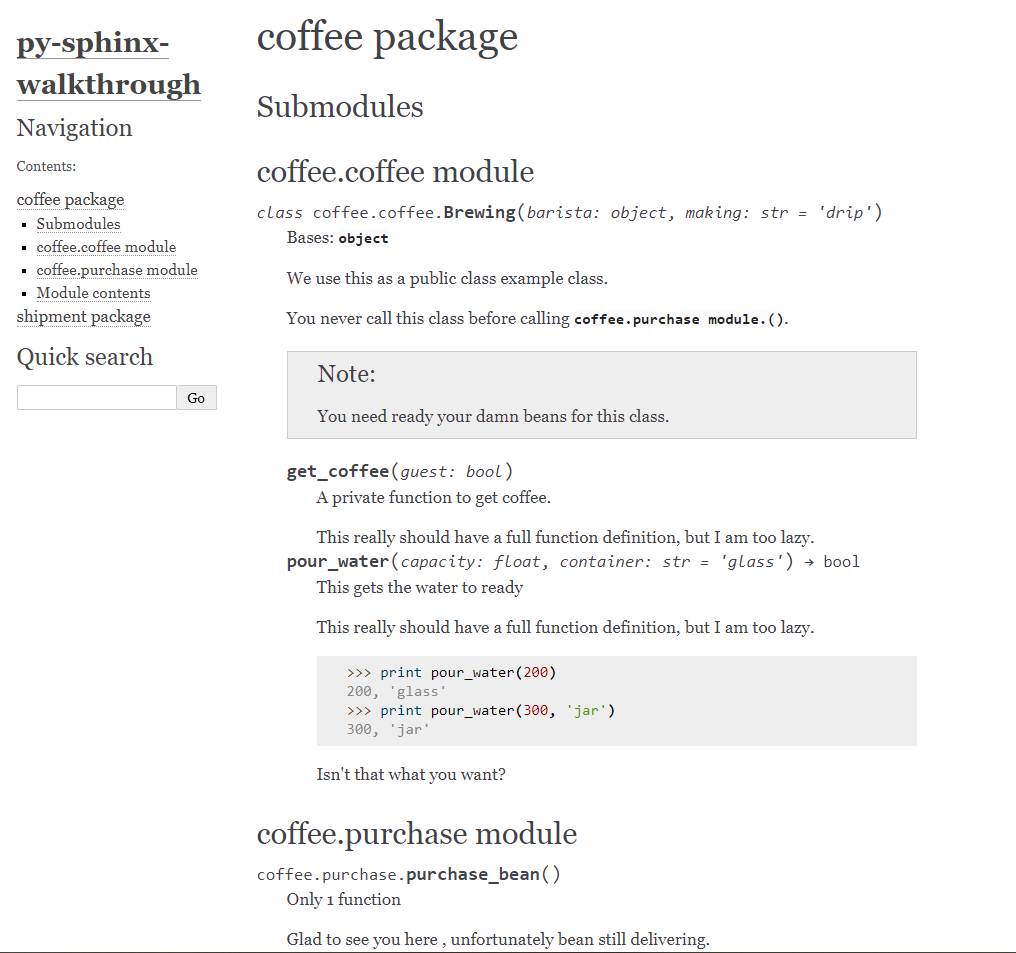 py-sphinx-
walkthrough
Navigation
Contents:
coffee package
Submodules
coffee.coffee module
coffee.purchase module
Module contents
shipment package
Quick search
Go
coffee package
Submodules
coffee.coffee module
class coffee.coffee.Brewing(barista: object, making: str = 'drip')
Bases: object
We use this as a public class example class.
You never call this class before calling coffee.purchase module.().
Note:
You need ready your damn beans for this class.
get_coffee(guest: bool)
A private function to get coffee.
This really should have a full function definition, but I am too lazy.
pour_water(capacity: float, container: str = 'glass') → bool
This gets the water to ready
This really should have a full function definition, but I am too lazy.
>>> print pour_water(200)
200, 'glass'
>>> print pour_water(300, 'jar')
300, 'jar'
Isn't that what you want?
coffee.purchase module
coffee.purchase.purchase_bean()
Only 1 function
Glad to see you here , unfortunately bean still delivering.